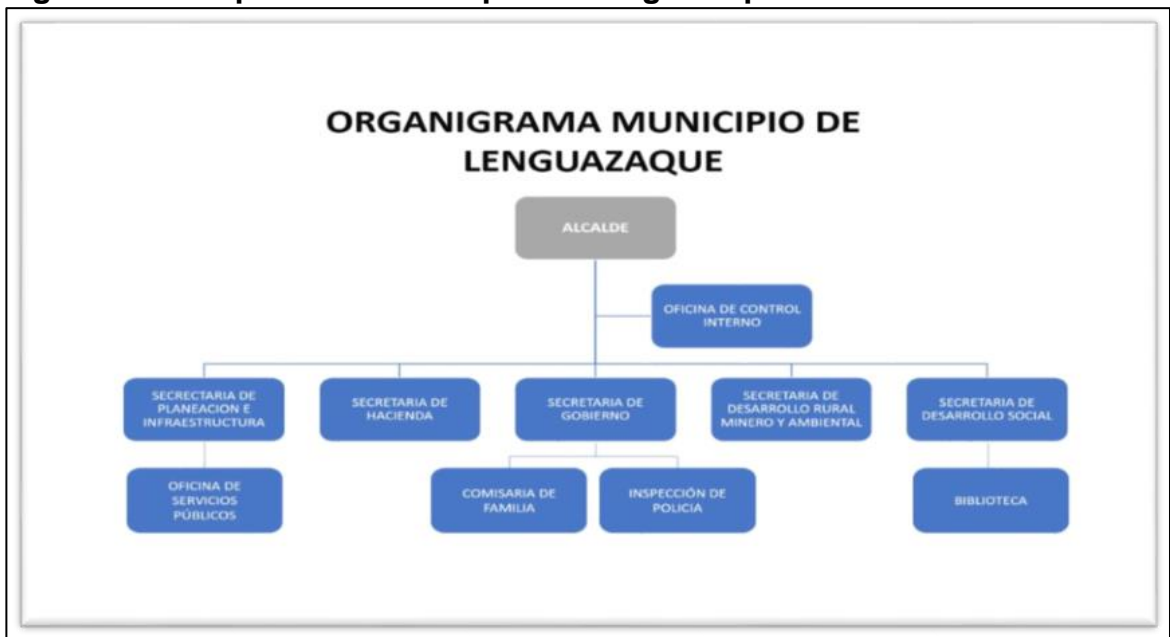 ORGANIGRAMA MUNICIPIO DE
LENGUAZAQUE
ALCALDE
OFICINA DE CONTROL
INTERNO
SECRECTARIA DE
PLANEACION E
INFRAESTRUCTURA
SECRETARIA DE
HACIENDA
SECRETARIA DE
GOBIERNO
SECRETARIA DE
DESARROLLO RURAL
MINERO Y AMBIENTAL
SECRETARIA DE
DESARROLLO SOCIAL
OFICINA DE
SERVICIOS
PÚBLICOS
COMISARIA DE
FAMILIA
INSPECCIÓN DE
POLICIA
BIBLIOTECA